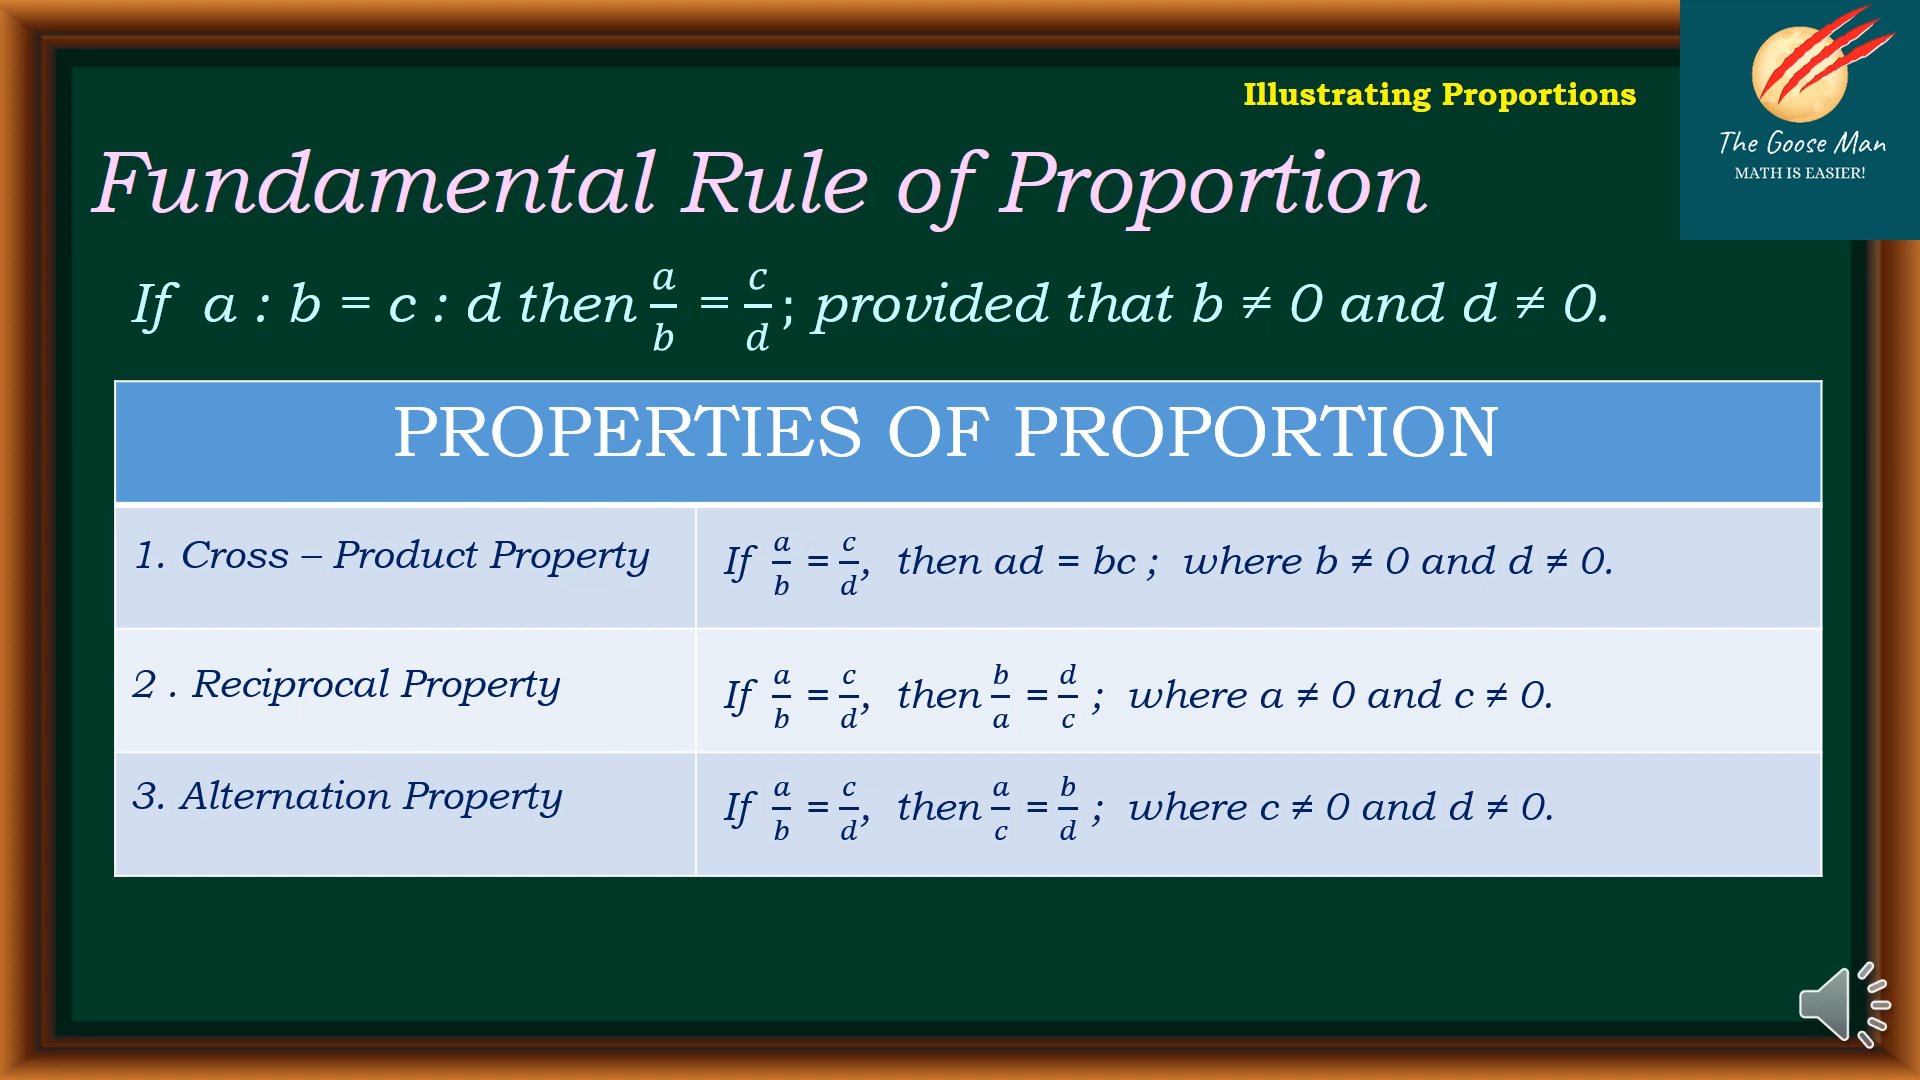 Illustrating Proportions
The Goose Man
MATH IS EASIER!
Fundamental Rule of Proportion
If a : b = c : d then a/b = c/d ; provided that b ≠ 0 and d ≠ 0.
PROPERTIES OF PROPORTION
1. Cross – Product Property
If a/b = c/d, then ad = bc ; where b ≠ 0 and d ≠ 0.
2 . Reciprocal Property
If a/b = c/d, then b/a = d/c ; where a ≠ 0 and c ≠ 0.
3. Alternation Property
If a/b = c/d, then a/c = b/d ; where c ≠ 0 and d ≠ 0.